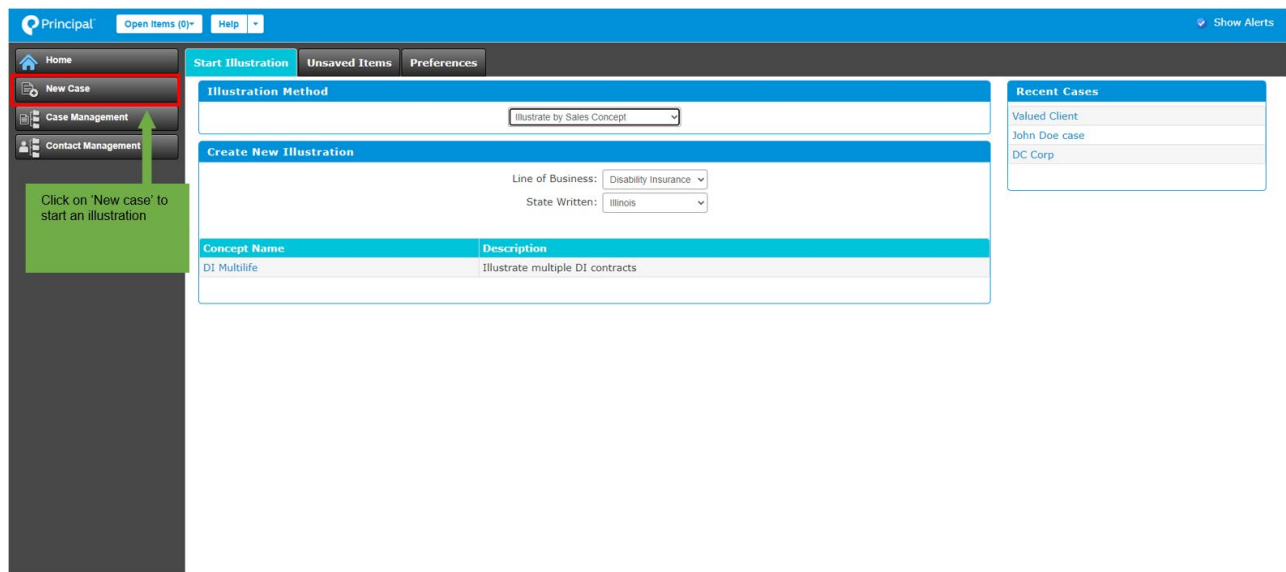 Principal Open Items (0) Help Show Alerts
Home
New Case
Case Management
Contact Management
Click on 'New case' to
start an illustration
Start Illustration Unsaved Items Preferences
Illustration Method
Illustrate by Sales Concept
Create New Illustration
Line of Business: Disability Insurance
State Written: Illinois
Concept Name Description
DI Multilife Illustrate multiple DI contracts
Recent Cases
Valued Client
John Doe case
DC Corp